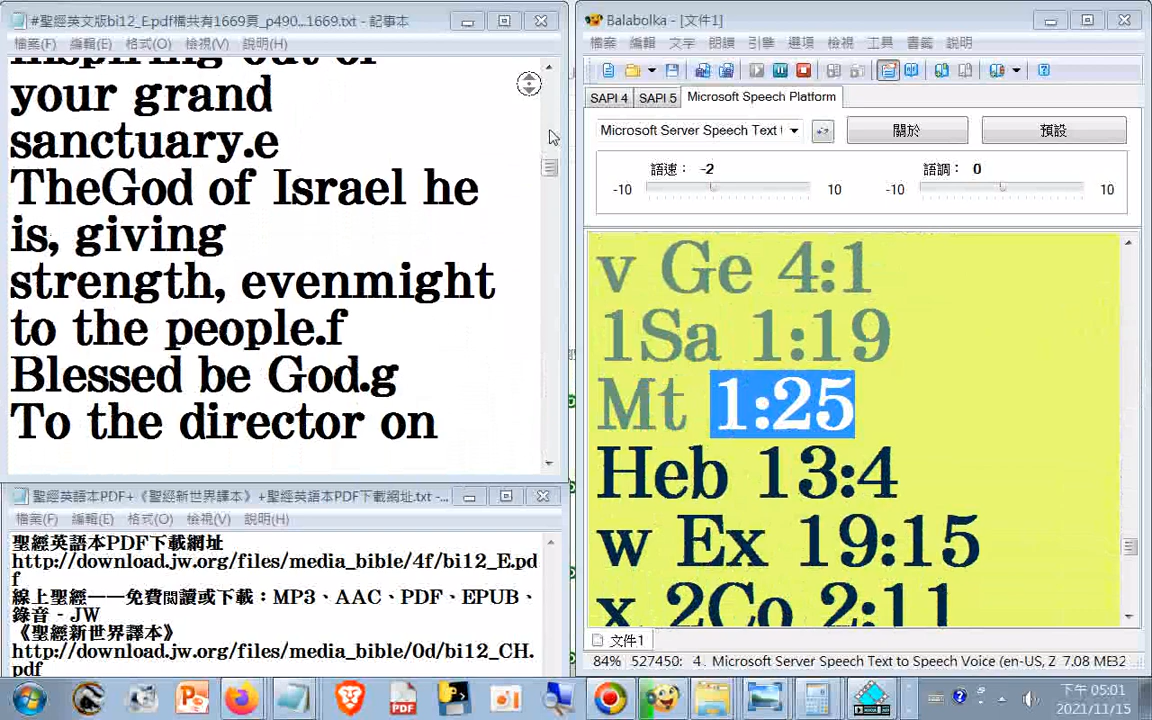 #聖經英文版bi12_E.pdf檔共有1669頁_p490...1669.txt - 記事本
檔案(F) 編輯(E) 格式(O) 檢視(V) 說明(H)
inspiring out of
your grand
sanctuary.e
TheGod of Israel he
is, giving
strength, evenmight
to the people.f
Blessed be God.g
To the director on
聖經英語本PDF+《聖經新世界譯本》+聖經英語本PDF下載網址.txt -...
檔案(F) 編輯(E) 格式(O) 檢視(V) 說明(H)
聖經英語本PDF下載網址
http://download.jw.org/files/media_bible/4f/bi12_E.pd
f
線上聖經——免費閱讀或下載：MP3、AAC、PDF、EPUB、
錄音 - JW
《聖經新世界譯本》
http://download.jw.org/files/media_bible/0d/bi12_CH.
pdf
Balabolka - [文件1]
檔案 編輯 文字 朗讀 引擎 選項 檢視 工具 書籤 說明
SAPI 4 SAPI 5 Microsoft Speech Platform
Microsoft Server Speech Text 關於 預設
語速： -2 語調： 0
-10 10 -10 10
v Ge 4:1
1Sa 1:19
Mt 1:25
Heb 13:4
w Ex 19:15
x 2Co 2:11
文件1
84% 527450: 4 . Microsoft Server Speech Text to Speech Voice (en-US, Z 7.08 MB32
下午 05:01
2021/11/15